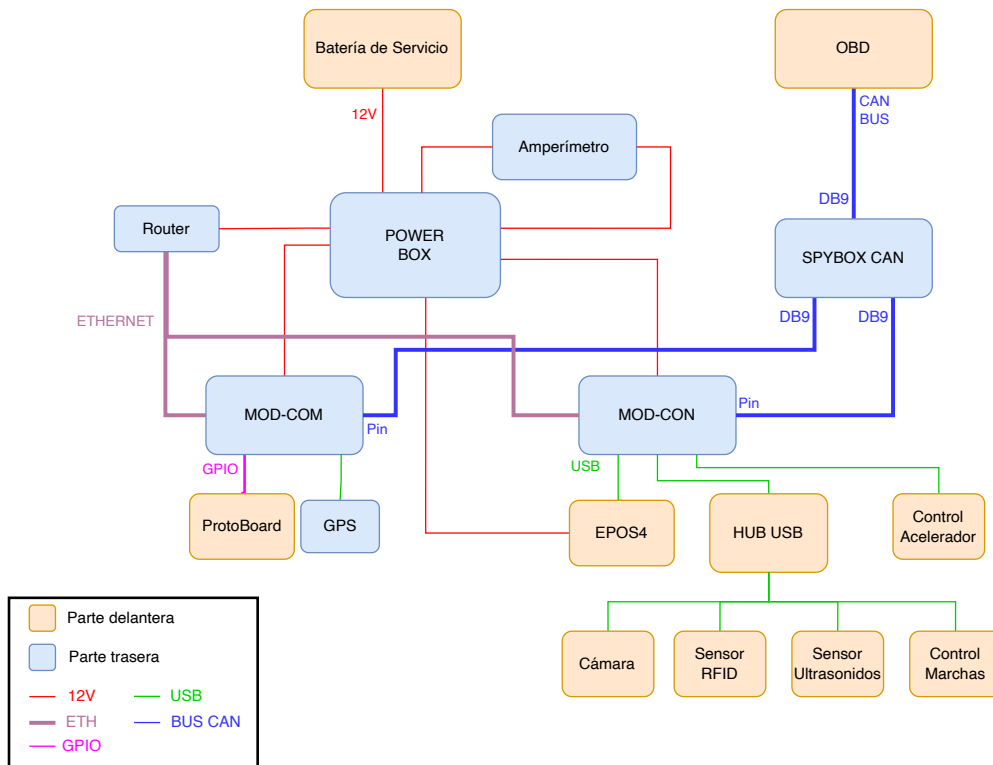 Batería de Servicio
OBD
12V
CAN
BUS
Amperímetro
DB9
Router
POWER
BOX
SPYBOX CAN
ETHERNET
DB9
DB9
MOD-COM
Pin
MOD-CON
Pin
GPIO
USB
ProtoBoard
GPS
EPOS4
HUB USB
Control
Acelerador
Parte delantera
Parte trasera
12V
USB
ETH
BUS CAN
GPIO
Cámara
Sensor
RFID
Sensor
Ultrasonidos
Control
Marchas